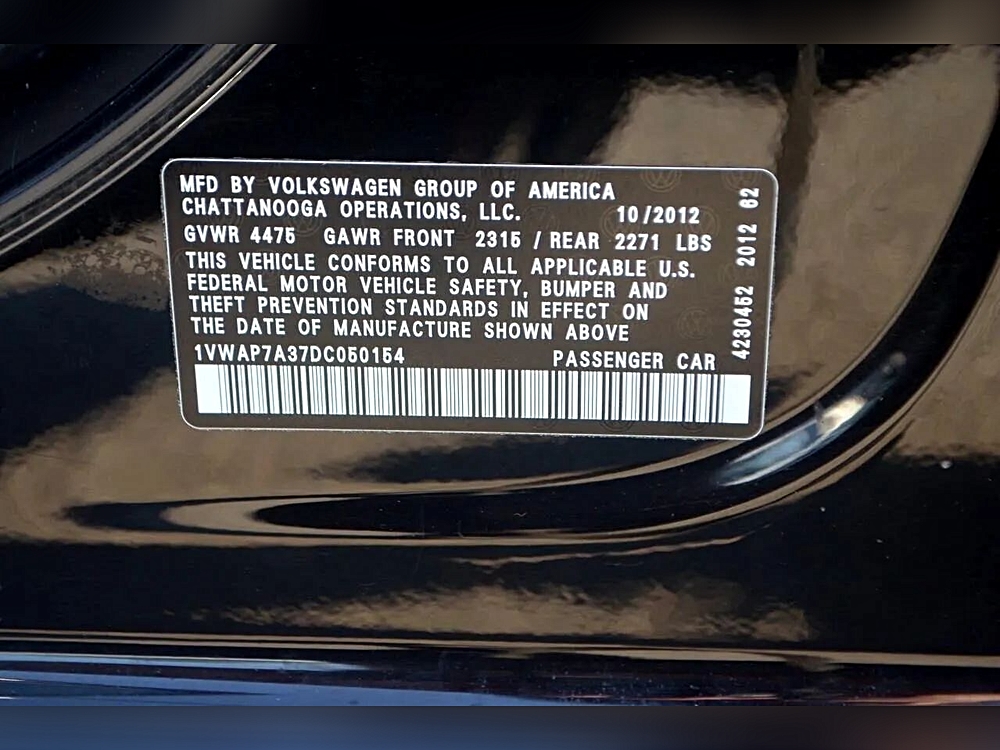 MFD BY VOLKSWAGEN GROUP OF AMERICA
CHATTANOOGA OPERATIONS, LLC. 10/2012
GVWR 4475 GAWR FRONT 2315 / REAR 2271 LBS
THIS VEHICLE CONFORMS TO ALL APPLICABLE U.S.
FEDERAL MOTOR VEHICLE SAFETY, BUMPER AND
THEFT PREVENTION STANDARDS IN EFFECT ON
THE DATE OF MANUFACTURE SHOWN ABOVE
1VWAP7A37DC050154 PASSENGER CAR
4230452 2012 62